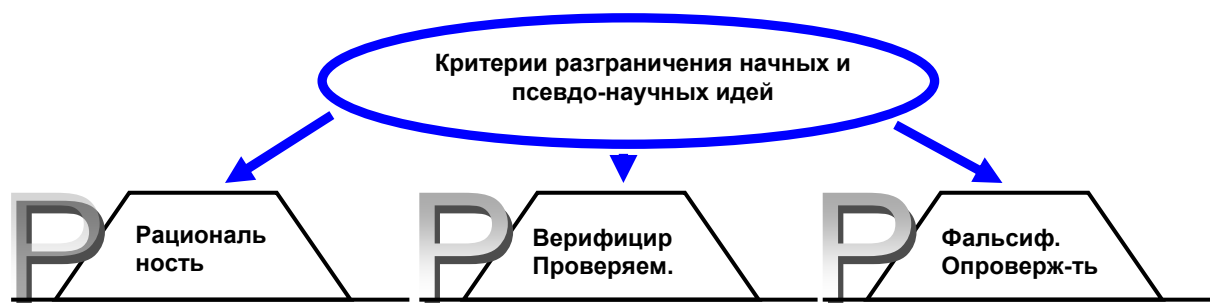 Критерии разграничения начных и
псевдо-научных идей
P
Рациональ
ность
P
Верифицир
Проверяем.
P
Фальсиф.
Опроверж-ть